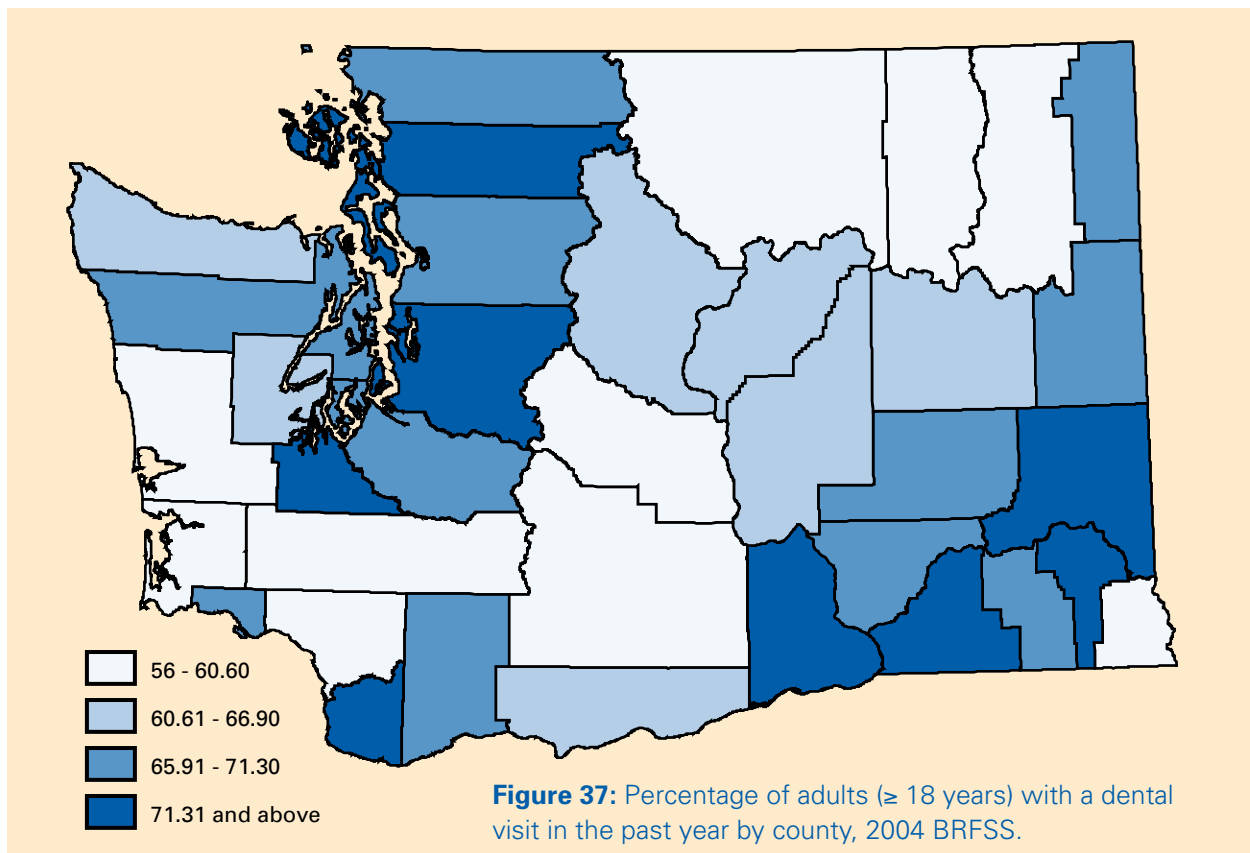 56 - 60.60
60.61 - 66.90
65.91 - 71.30
71.31 and above
Figure 37: Percentage of adults (≥ 18 years) with a dental
visit in the past year by county, 2004 BRFSS.